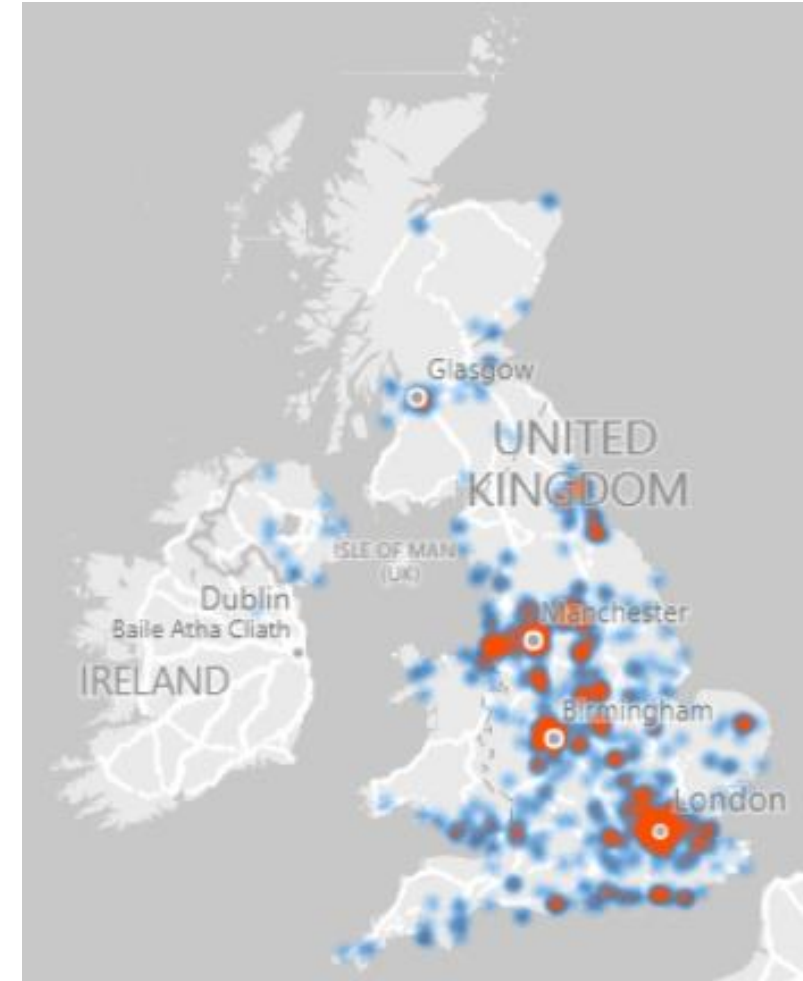 Glasgow
UNITED
KINGDOM
ISLE OF MAN
(UK)
Dublin
Baile Atha Cliath
Manchester
IRELAND
Birmingham
London